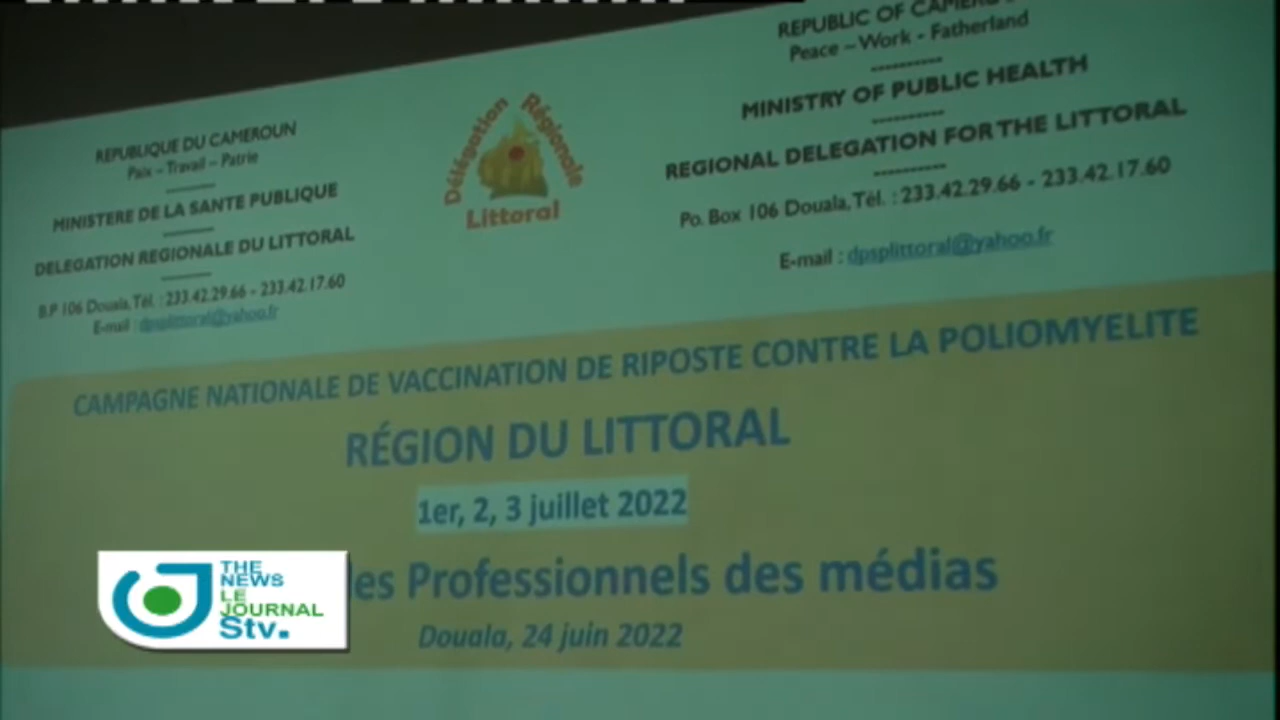 REPUBLIQUE DU CAMEROUN
Paix – Travail – Patrie
----------
MINISTERE DE LA SANTE PUBLIQUE
----------
DELEGATION REGIONALE DU LITTORAL
----------
B.P 106 Douala, Tél. : 233.42.29.66 - 233.42.17.60
E-mail : dpsplittoral@yahoo.fr
Délégation Régionale
Littoral
REPUBLIC OF
Peace – Work - Fatherland
----------
MINISTRY OF PUBLIC HEALTH
----------
REGIONAL DELEGATION FOR THE LITTORAL
----------
Po. Box 106 Douala, Tél. : 233.42.29.66 - 233.42.17.60
E-mail : dpsplittoral@yahoo.fr
CAMPAGNE NATIONALE DE VACCINATION DE RIPOSTE CONTRE LA POLIOMYELITE
RÉGION DU LITTORAL
1er, 2, 3 juillet 2022
des Professionnels des médias
Douala, 24 juin 2022
THE
NEWS
LE
JOURNAL
Stv.